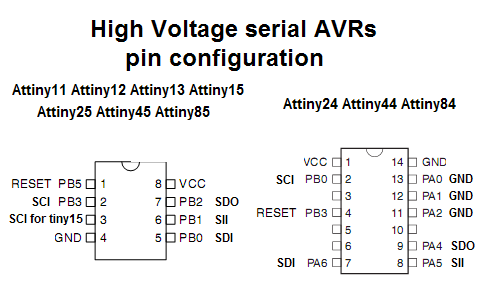 High Voltage serial AVRs
pin configuration
Attiny11 Attiny12 Attiny13 Attiny15
Attiny25 Attiny45 Attiny85
RESET PB5 1 8 VCC
SCI PB3 2 7 PB2 SDO
SCI for tiny15 3 6 PB1 SII
GND 4 5 PB0 SDI
Attiny24 Attiny44 Attiny84
VCC 1 14 GND
SCI PB0 2 13 PA0 GND
3 12 PA1 GND
RESET PB3 4 11 PA2 GND
5 10
6 9 PA4 SDO
SDI PA6 7 8 PA5 SII